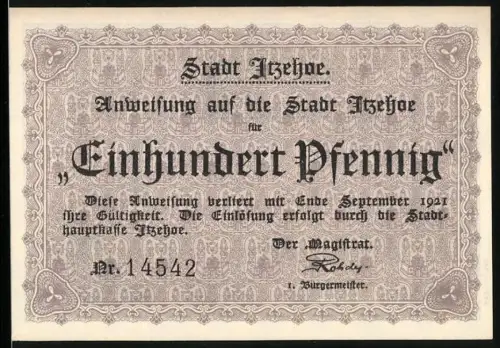 Stadt Itzehoe.
Anweisung auf die Stadt Itzehoe
für
„Einhundert Pfennig“
Diese Anweisung verliert mit Ende September 1921
ihre Gültigkeit. Die Einlösung erfolgt durch die Stadt-
hauptkasse Itzehoe.
Der Magistrat.
Nr. 14542
Rohde
1. Bürgermeister.